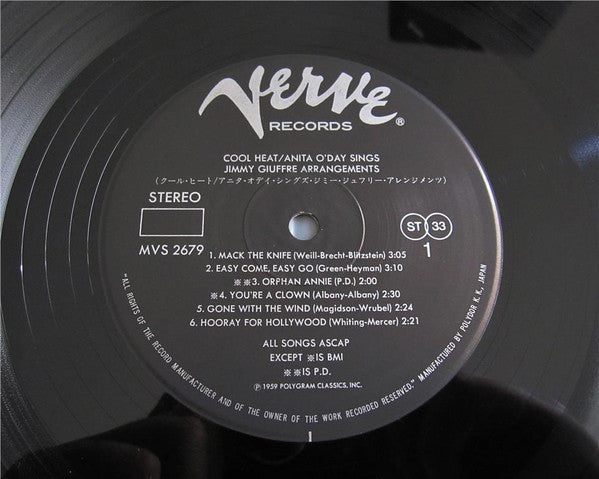 Verve
RECORDS ®
COOL HEAT/ANITA O'DAY SINGS
JIMMY GIUFFRE ARRANGEMENTS
(クール・ヒート/アニタ・オデイ・シングズ・ジミー・ジュフリー・アレンジメンツ)
STEREO
MVS 2679
ST 33
1
1. MACK THE KNIFE (Weill-Brecht-Blitzstein) 3:05
2. EASY COME, EASY GO (Green-Heyman) 3:10
※※3. ORPHAN ANNIE (P.D.) 2:00
※4. YOU'RE A CLOWN (Albany-Albany) 2:30
5. GONE WITH THE WIND (Magidson-Wrubel) 2:24
6. HOORAY FOR HOLLYWOOD (Whiting-Mercer) 2:21
ALL SONGS ASCAP
EXCEPT ※IS BMI
※※IS P.D.
Ⓟ 1959 POLYGRAM CLASSICS, INC.
"ALL RIGHTS OF THE RECORD MANUFACTURER AND OF THE OWNER OF THE WORK RECORDED RESERVED." MANUFACTURED BY POLYDOR K. K., JAPAN
1